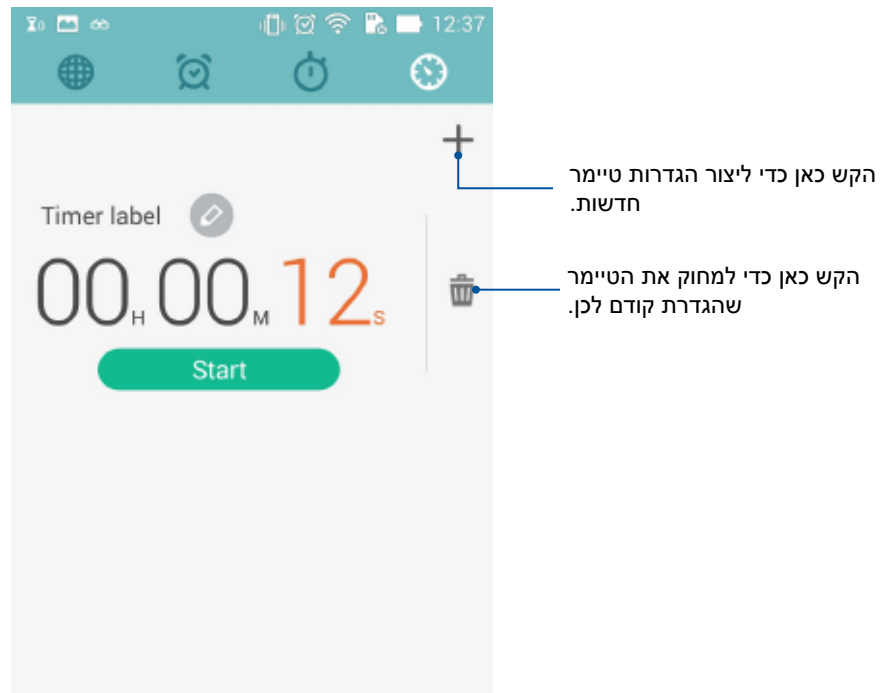 12:37
הקש כאן כדי ליצור הגדרות טיימר
חדשות.
Timer label
00H 00M 12S
הקש כאן כדי למחוק את הטיימר
שהגדרת קודם לכן.
Start